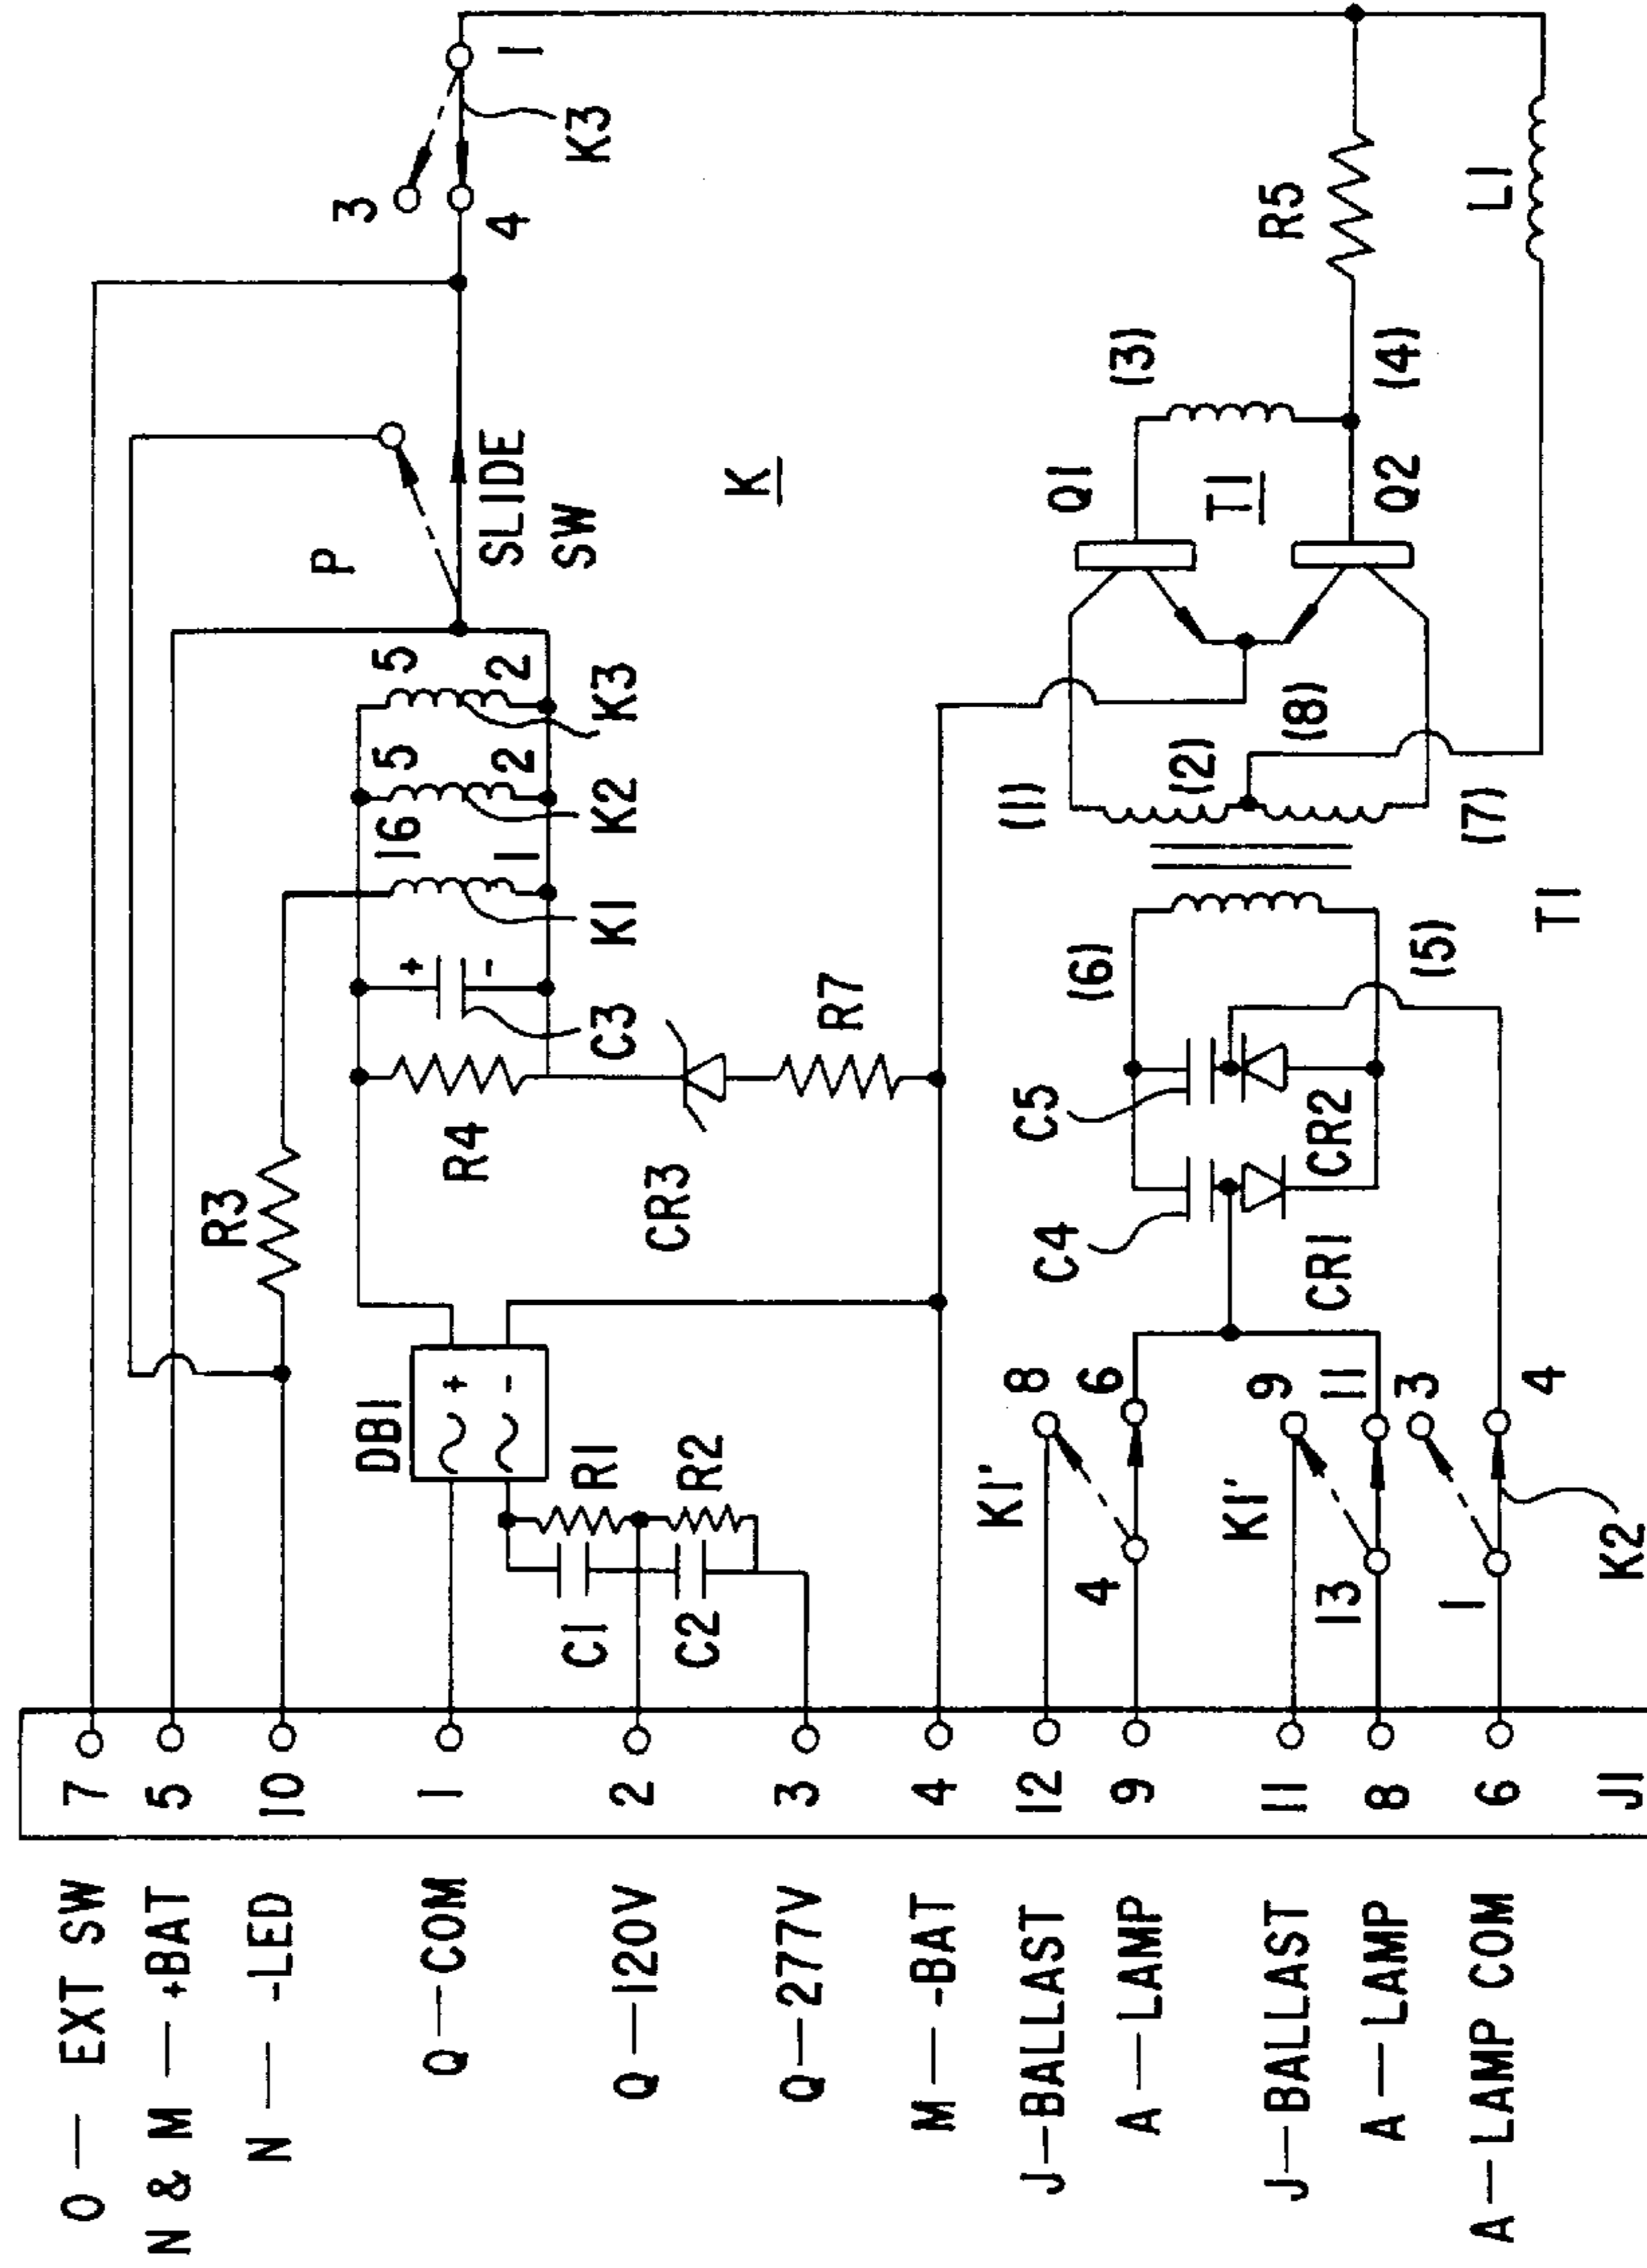 O — EXT SW
N & M — +BAT
N — -LED
Q — COM
Q — 120V
Q — 277V
M — -BAT
J — BALLAST
A — LAMP
J — BALLAST
A — LAMP
A — LAMP COM
7
5
10
1
2
3
4
12
9
11
8
6
J1
R3
P
SLIDE
SW
3
4
1
K3
DB1
~ +
~ -
R4
+
-
C3
16
1
K1
5
2
K2
5
2
K3
K
C1
R1
C2
R2
CR3
R7
K1'
8
4
6
K1'
9
13
11
3
1
4
K2
C4
CR1
C5
CR2
(6)
(5)
T1
(1)
(2)
(8)
(7)
Q1
T1
Q2
(3)
(4)
R5
L1